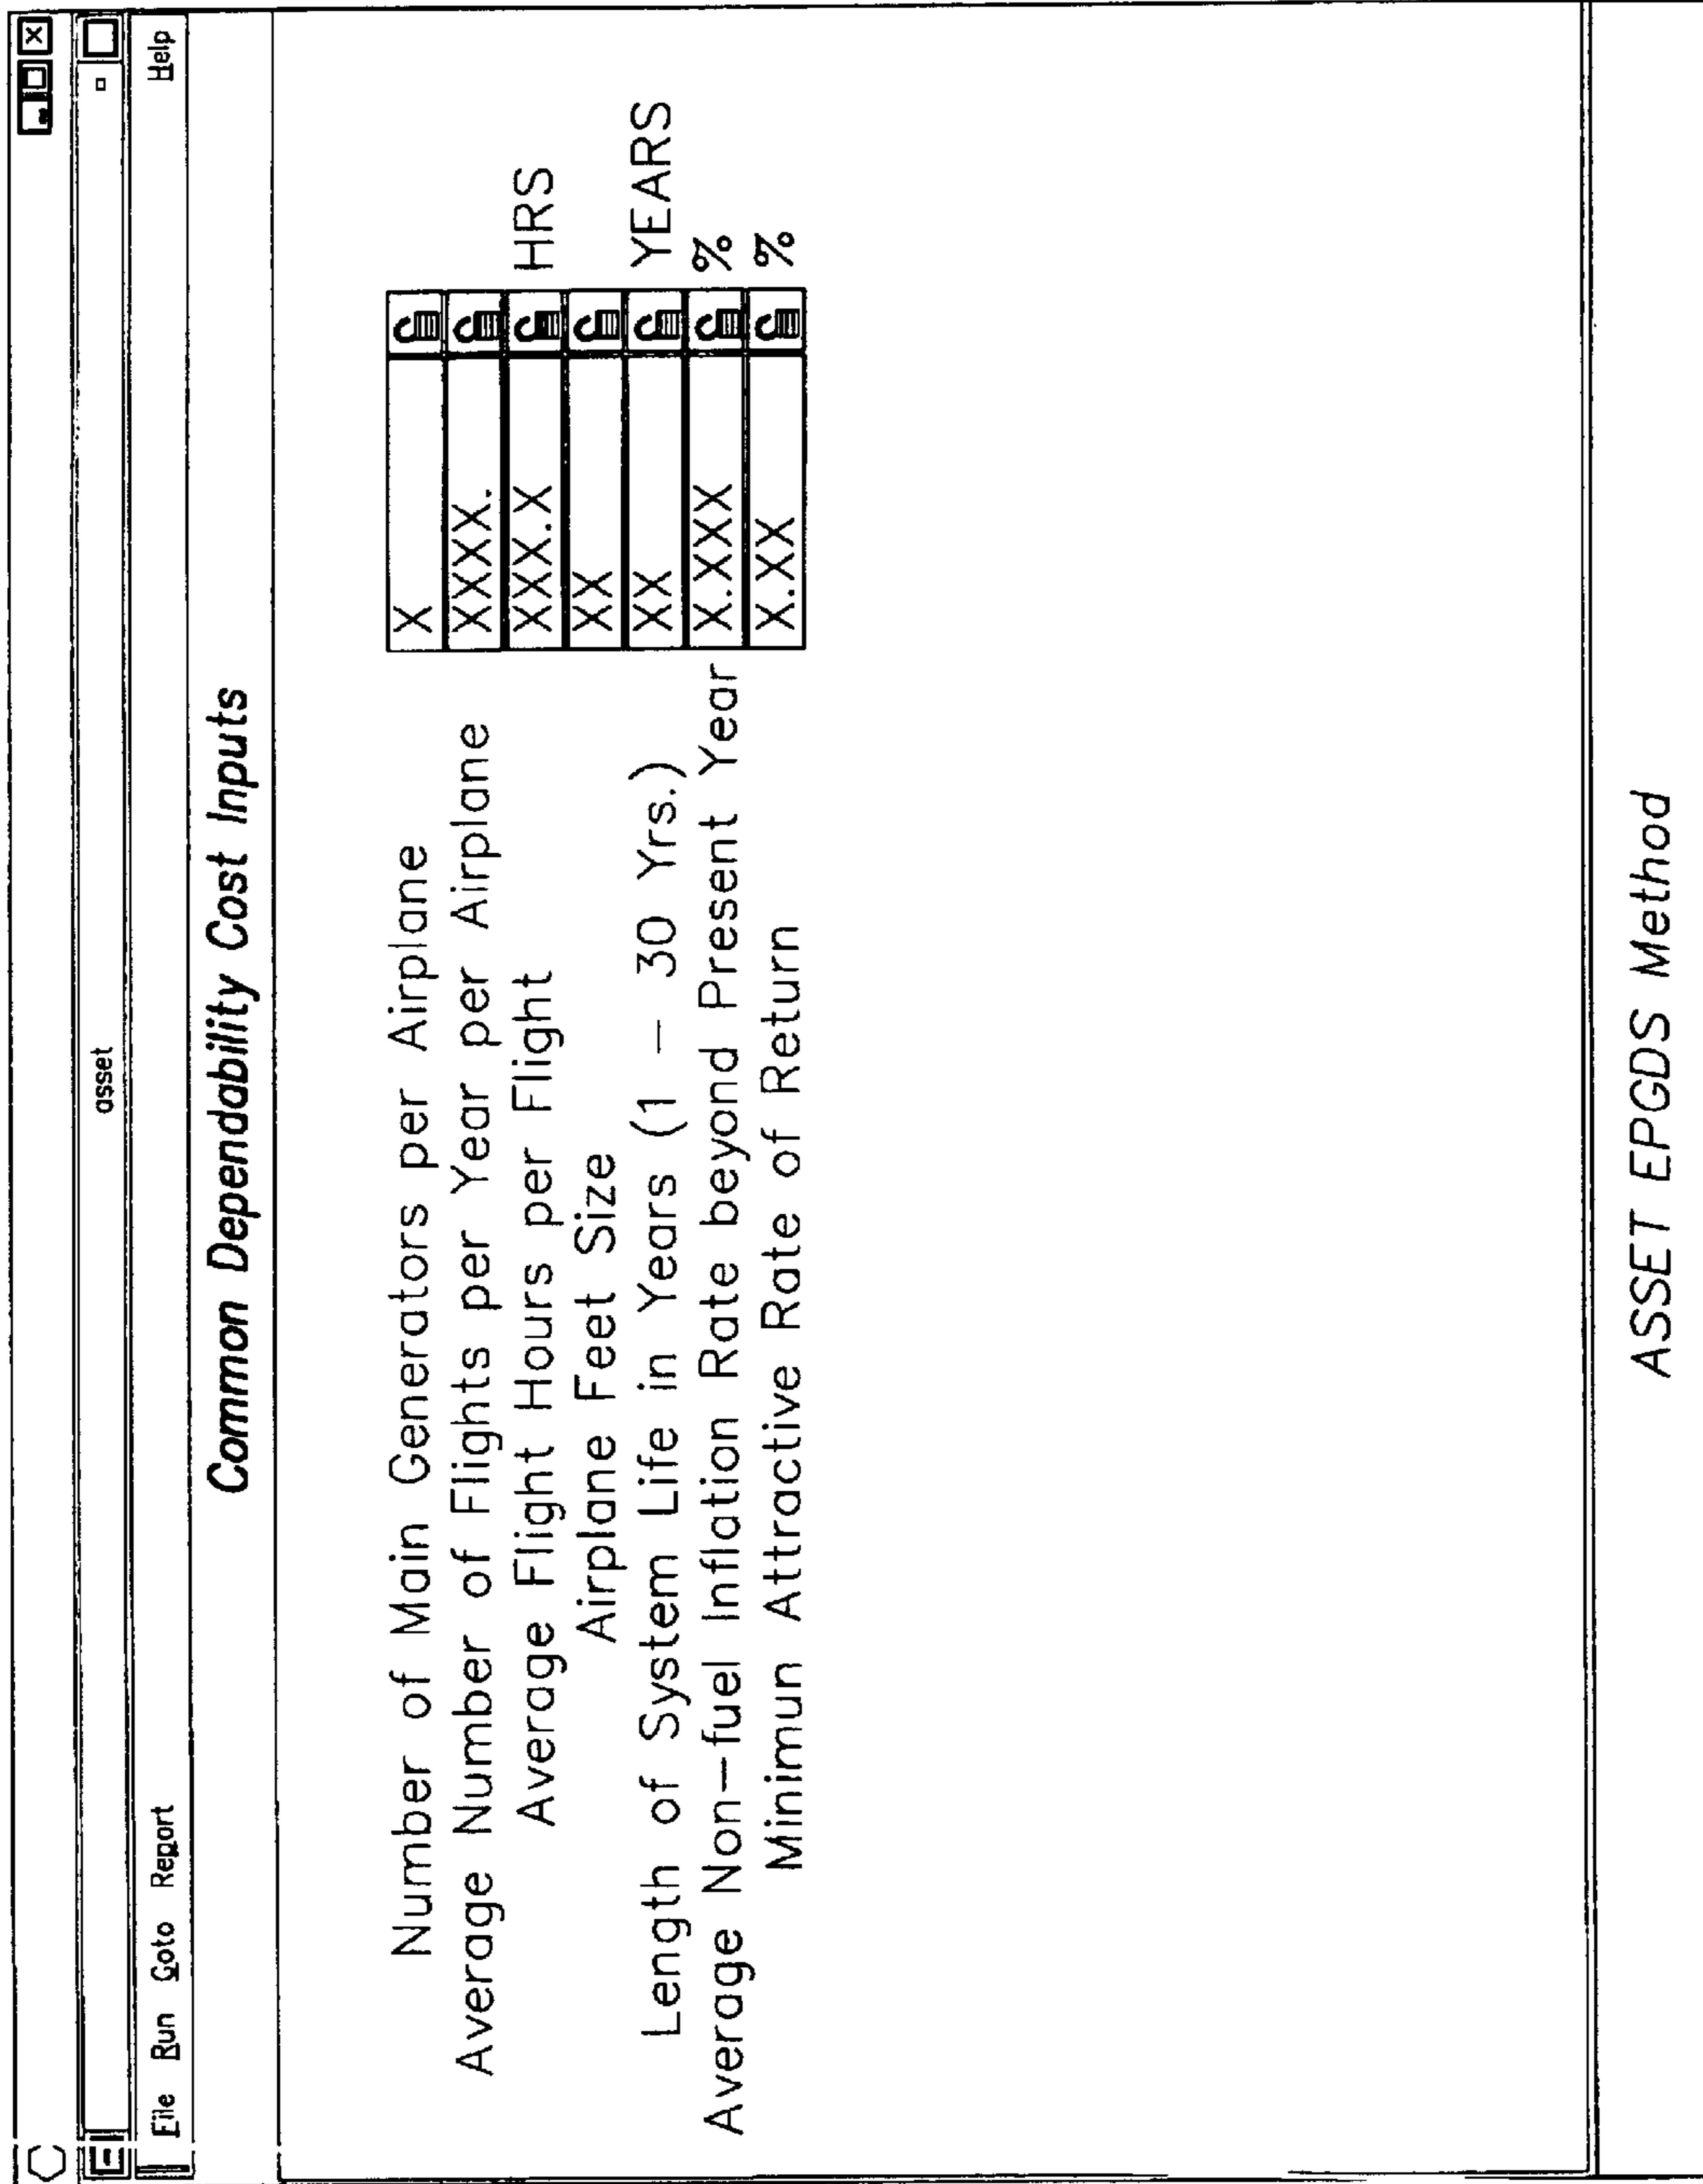 asset
File Run Goto Report Help
Common Dependability Cost Inputs
Number of Main Generators per Airplane X
Average Number of Flights per Year per Airplane XXXX.
Average Flight Hours per Flight XXX.X HRS
Airplane Feet Size XX
Length of System Life in Years (1 – 30 Yrs.) XX YEARS
Average Non–fuel Inflation Rate beyond Present Year X.XXX %
Minimun Attractive Rate of Return X.XX %
ASSET EPGDS Method